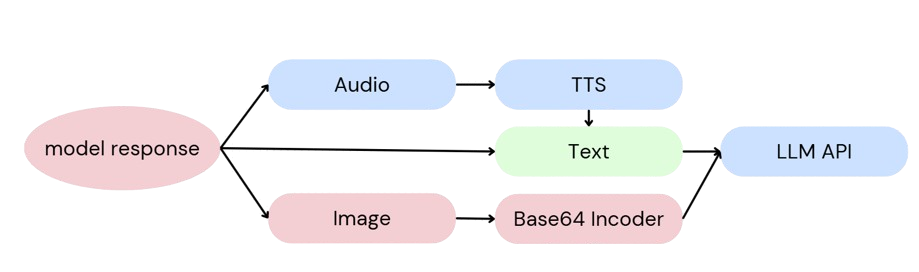 Audio
TTS
model response
Text
LLM API
Image
Base64 Incoder